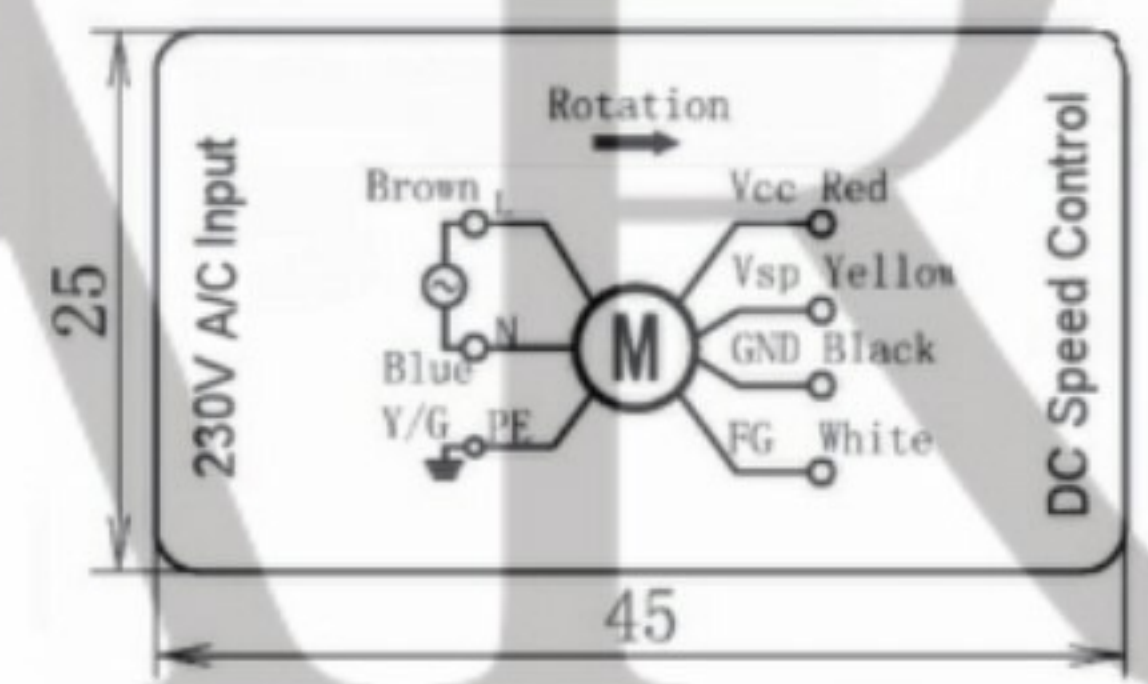 Rotation
Brown L
Vcc Red
230V A/C Input
Vsp Yellow
DC Speed Control
25
M
N
GND Black
Blue
Y/G PE
FG White
45